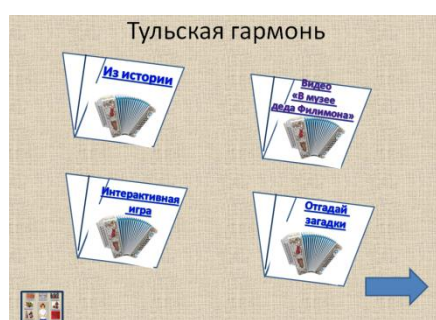 Тульская гармонь
Из истории
Видео
«В музее
деда Филимона»
Интерактивная
игра
Отгадай
загадки